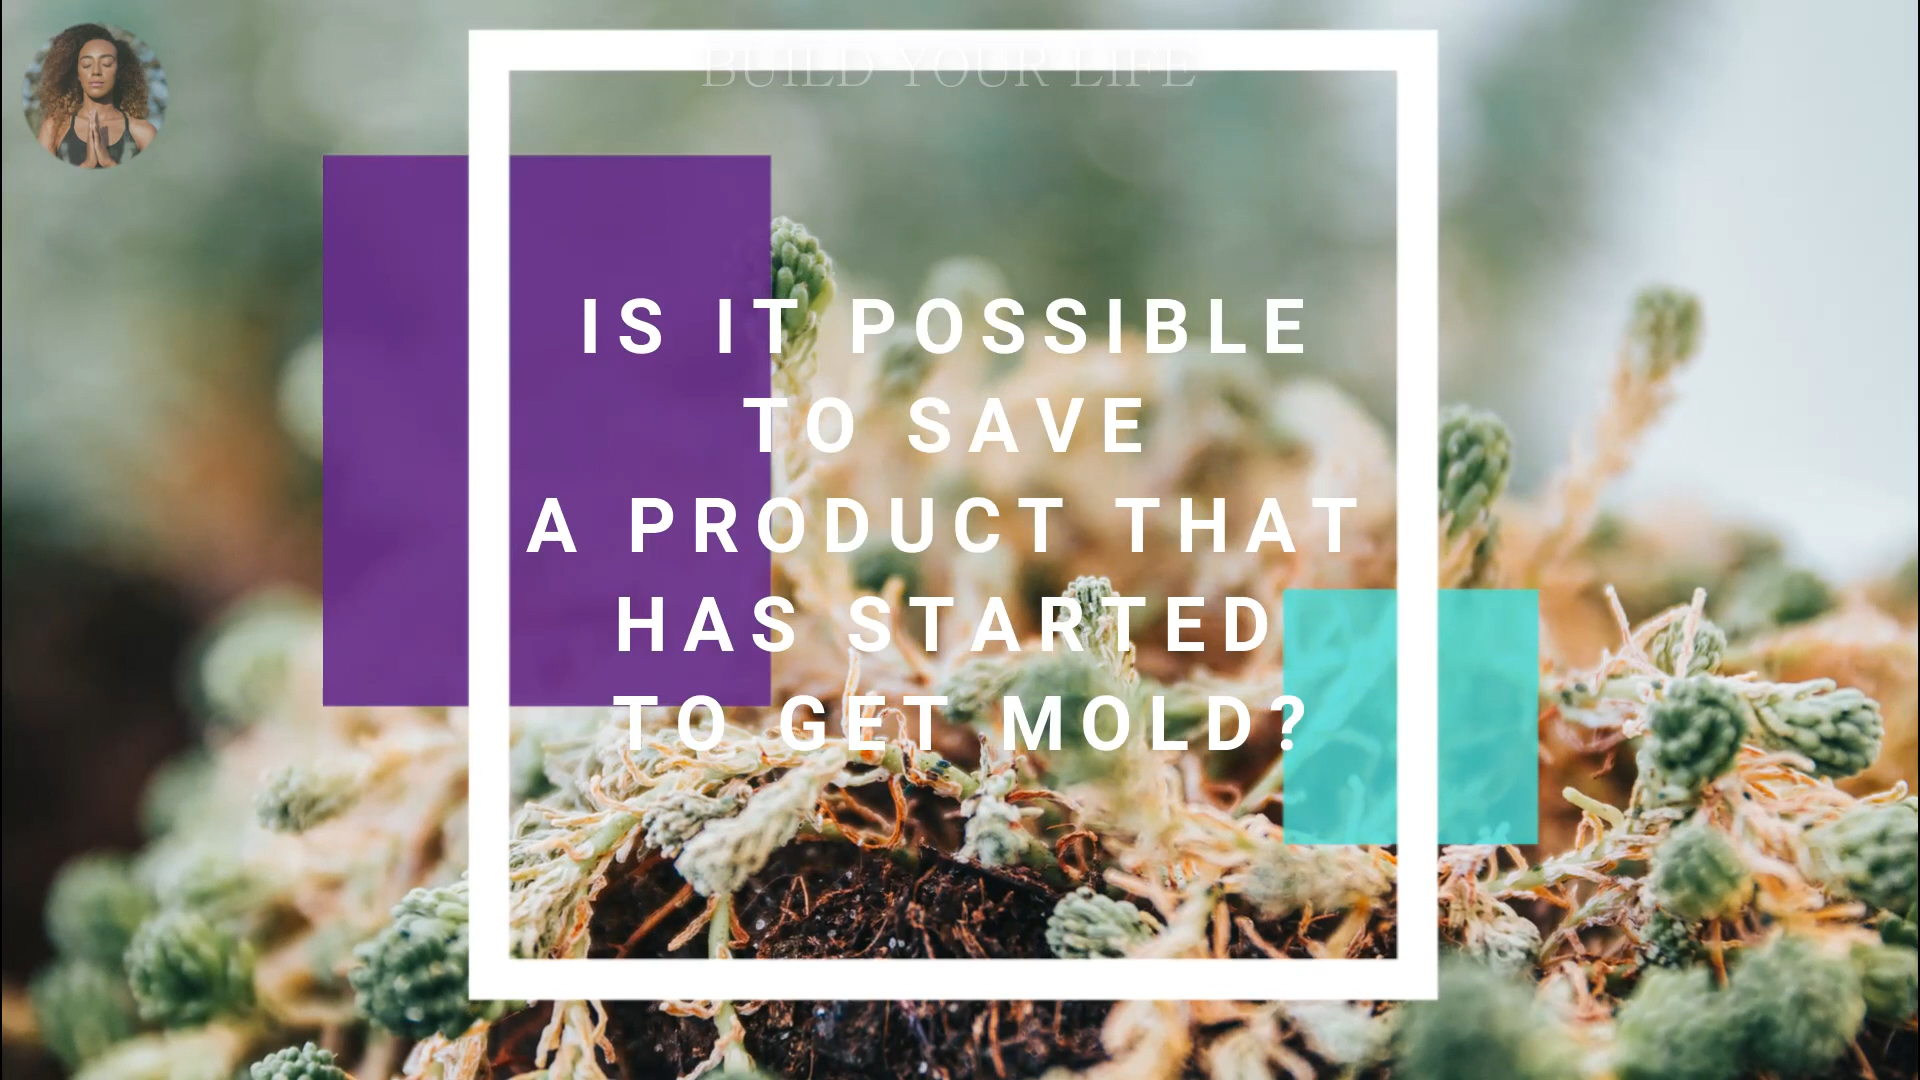 BUILD YOUR LIFE
IS IT POSSIBLE
TO SAVE
A PRODUCT THAT
HAS STARTED
TO GET MOLD?